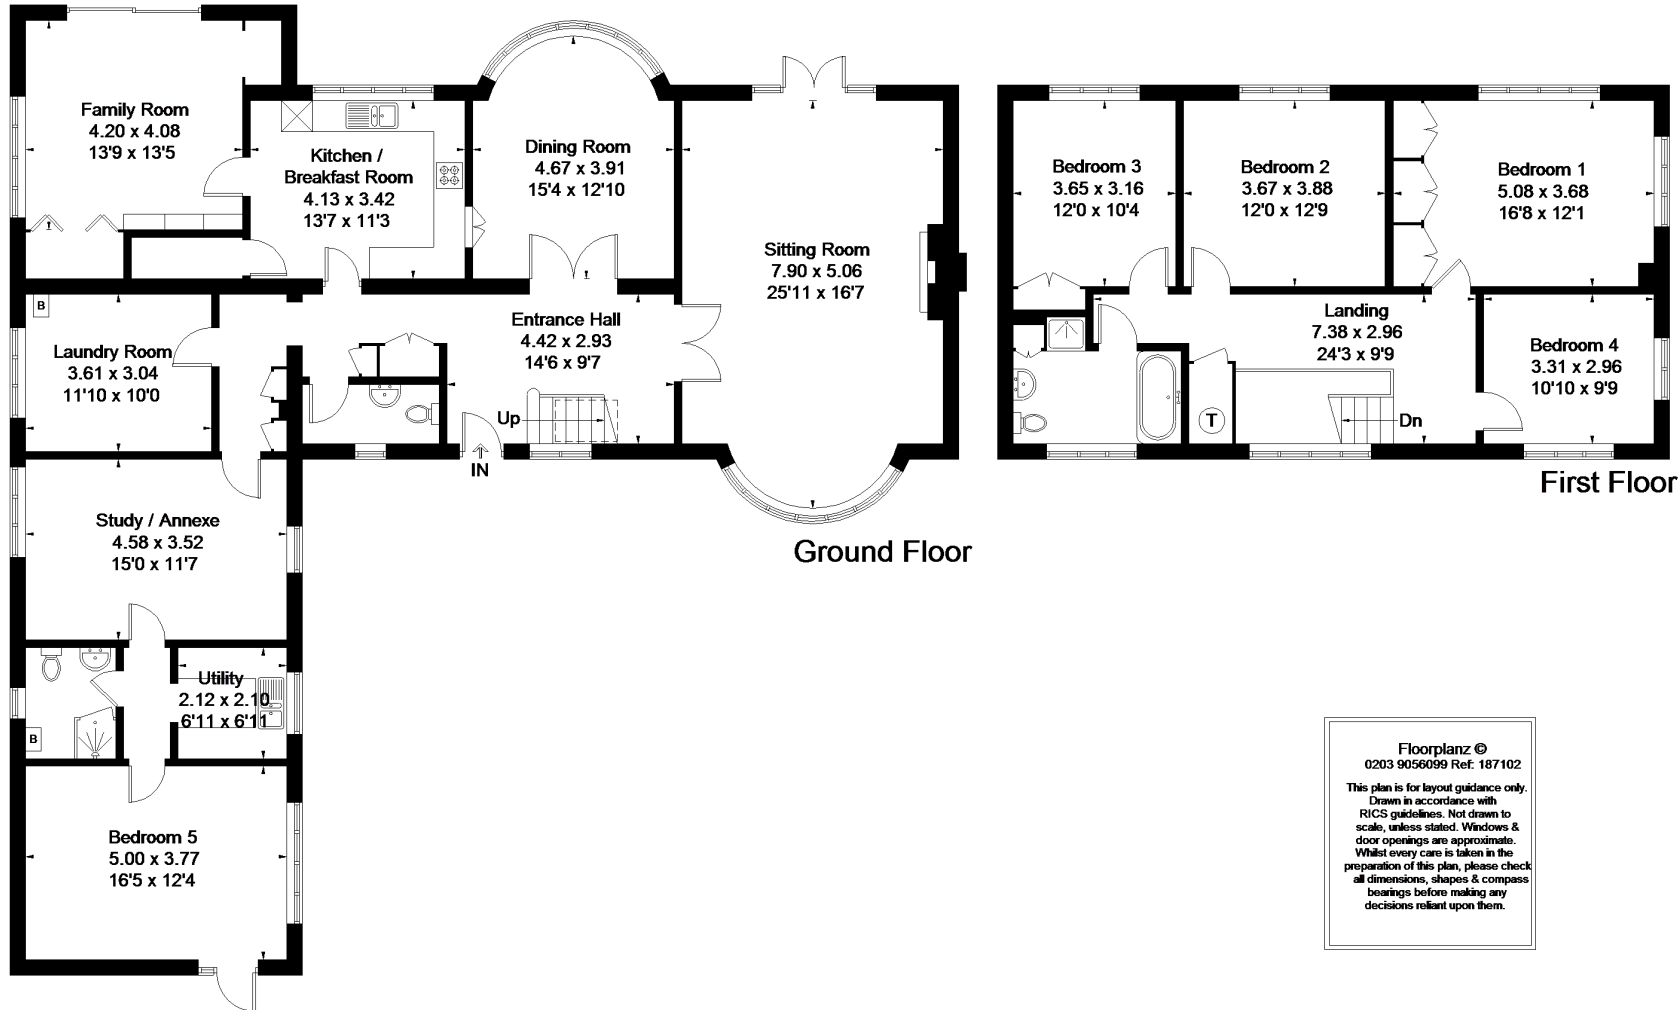 Family Room
4.20 x 4.08
13'9 x 13'5
Kitchen /
Breakfast Room
4.13 x 3.42
13'7 x 11'3
Dining Room
4.67 x 3.91
15'4 x 12'10
Sitting Room
7.90 x 5.06
25'11 x 16'7
Entrance Hall
4.42 x 2.93
14'6 x 9'7
B
Laundry Room
3.61 x 3.04
11'10 x 10'0
Up
IN
Study / Annexe
4.58 x 3.52
15'0 x 11'7
Utility
2.12 x 2.10
6'11 x 6'11
B
Bedroom 5
5.00 x 3.77
16'5 x 12'4
Ground Floor
Bedroom 3
3.65 x 3.16
12'0 x 10'4
Bedroom 2
3.67 x 3.88
12'0 x 12'9
Bedroom 1
5.08 x 3.68
16'8 x 12'1
Landing
7.38 x 2.96
24'3 x 9'9
Bedroom 4
3.31 x 2.96
10'10 x 9'9
T
Dn
First Floor
Floorplanz ©
0203 9056099 Ref: 187102
This plan is for layout guidance only.
Drawn in accordance with
RICS guidelines. Not drawn to
scale, unless stated. Windows &
door openings are approximate.
Whilst every care is taken in the
preparation of this plan, please check
all dimensions, shapes & compass
bearings before making any
decisions reliant upon them.